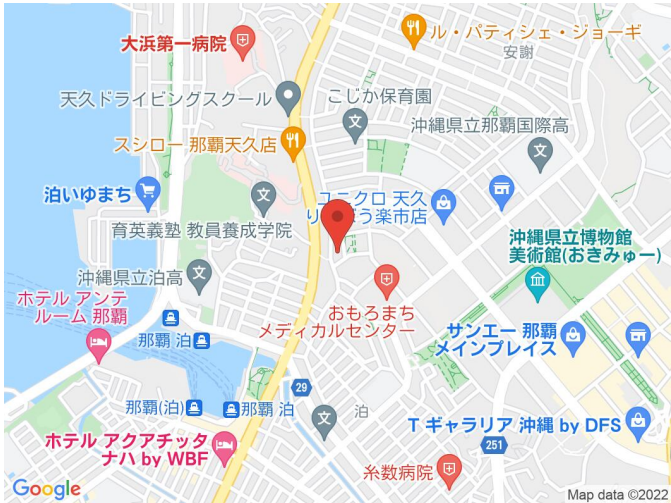 ル・パティシェ・ジョーギ
安謝
大浜第一病院
天久ドライビングスクール
こじか保育園
沖縄県立那覇国際高
スシロー 那覇天久店
泊いゆまち
ユニクロ 天久
りうぼう楽市店
育英義塾 教員養成学院
沖縄県立博物館
美術館(おきみゅー)
沖縄県立泊高
おもろまち
メディカルセンター
ホテル アンテ
ルーム 那覇
那覇 泊
サンエー 那覇
メインプレイス
29
那覇(泊)
那覇 泊
泊
T ギャラリア 沖縄 by DFS
251
ホテル アクアチッタ
ナハ by WBF
糸数病院
Google
Map data ©2022